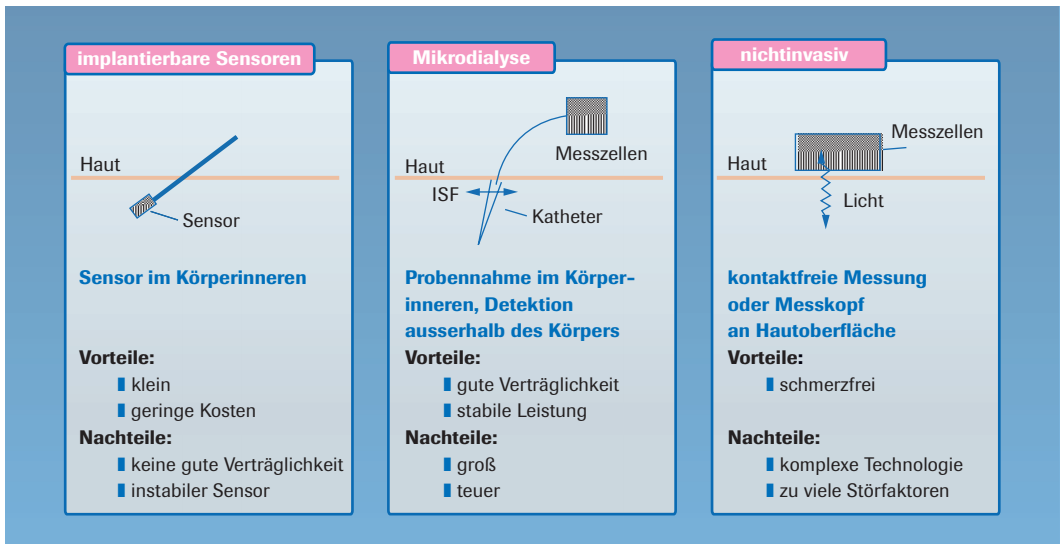 implantierbare Sensoren
Haut
Sensor
Sensor im Körperinneren
Vorteile:
klein
geringe Kosten
Nachteile:
keine gute Verträglichkeit
instabiler Sensor
Mikrodialyse
Messzellen
Haut
ISF
Katheter
Probennahme im Körper-
inneren, Detektion
ausserhalb des Körpers
Vorteile:
gute Verträglichkeit
stabile Leistung
Nachteile:
groß
teuer
nichtinvasiv
Messzellen
Haut
Licht
kontaktfreie Messung
oder Messkopf
an Hautoberfläche
Vorteile:
schmerzfrei
Nachteile:
komplexe Technologie
zu viele Störfaktoren